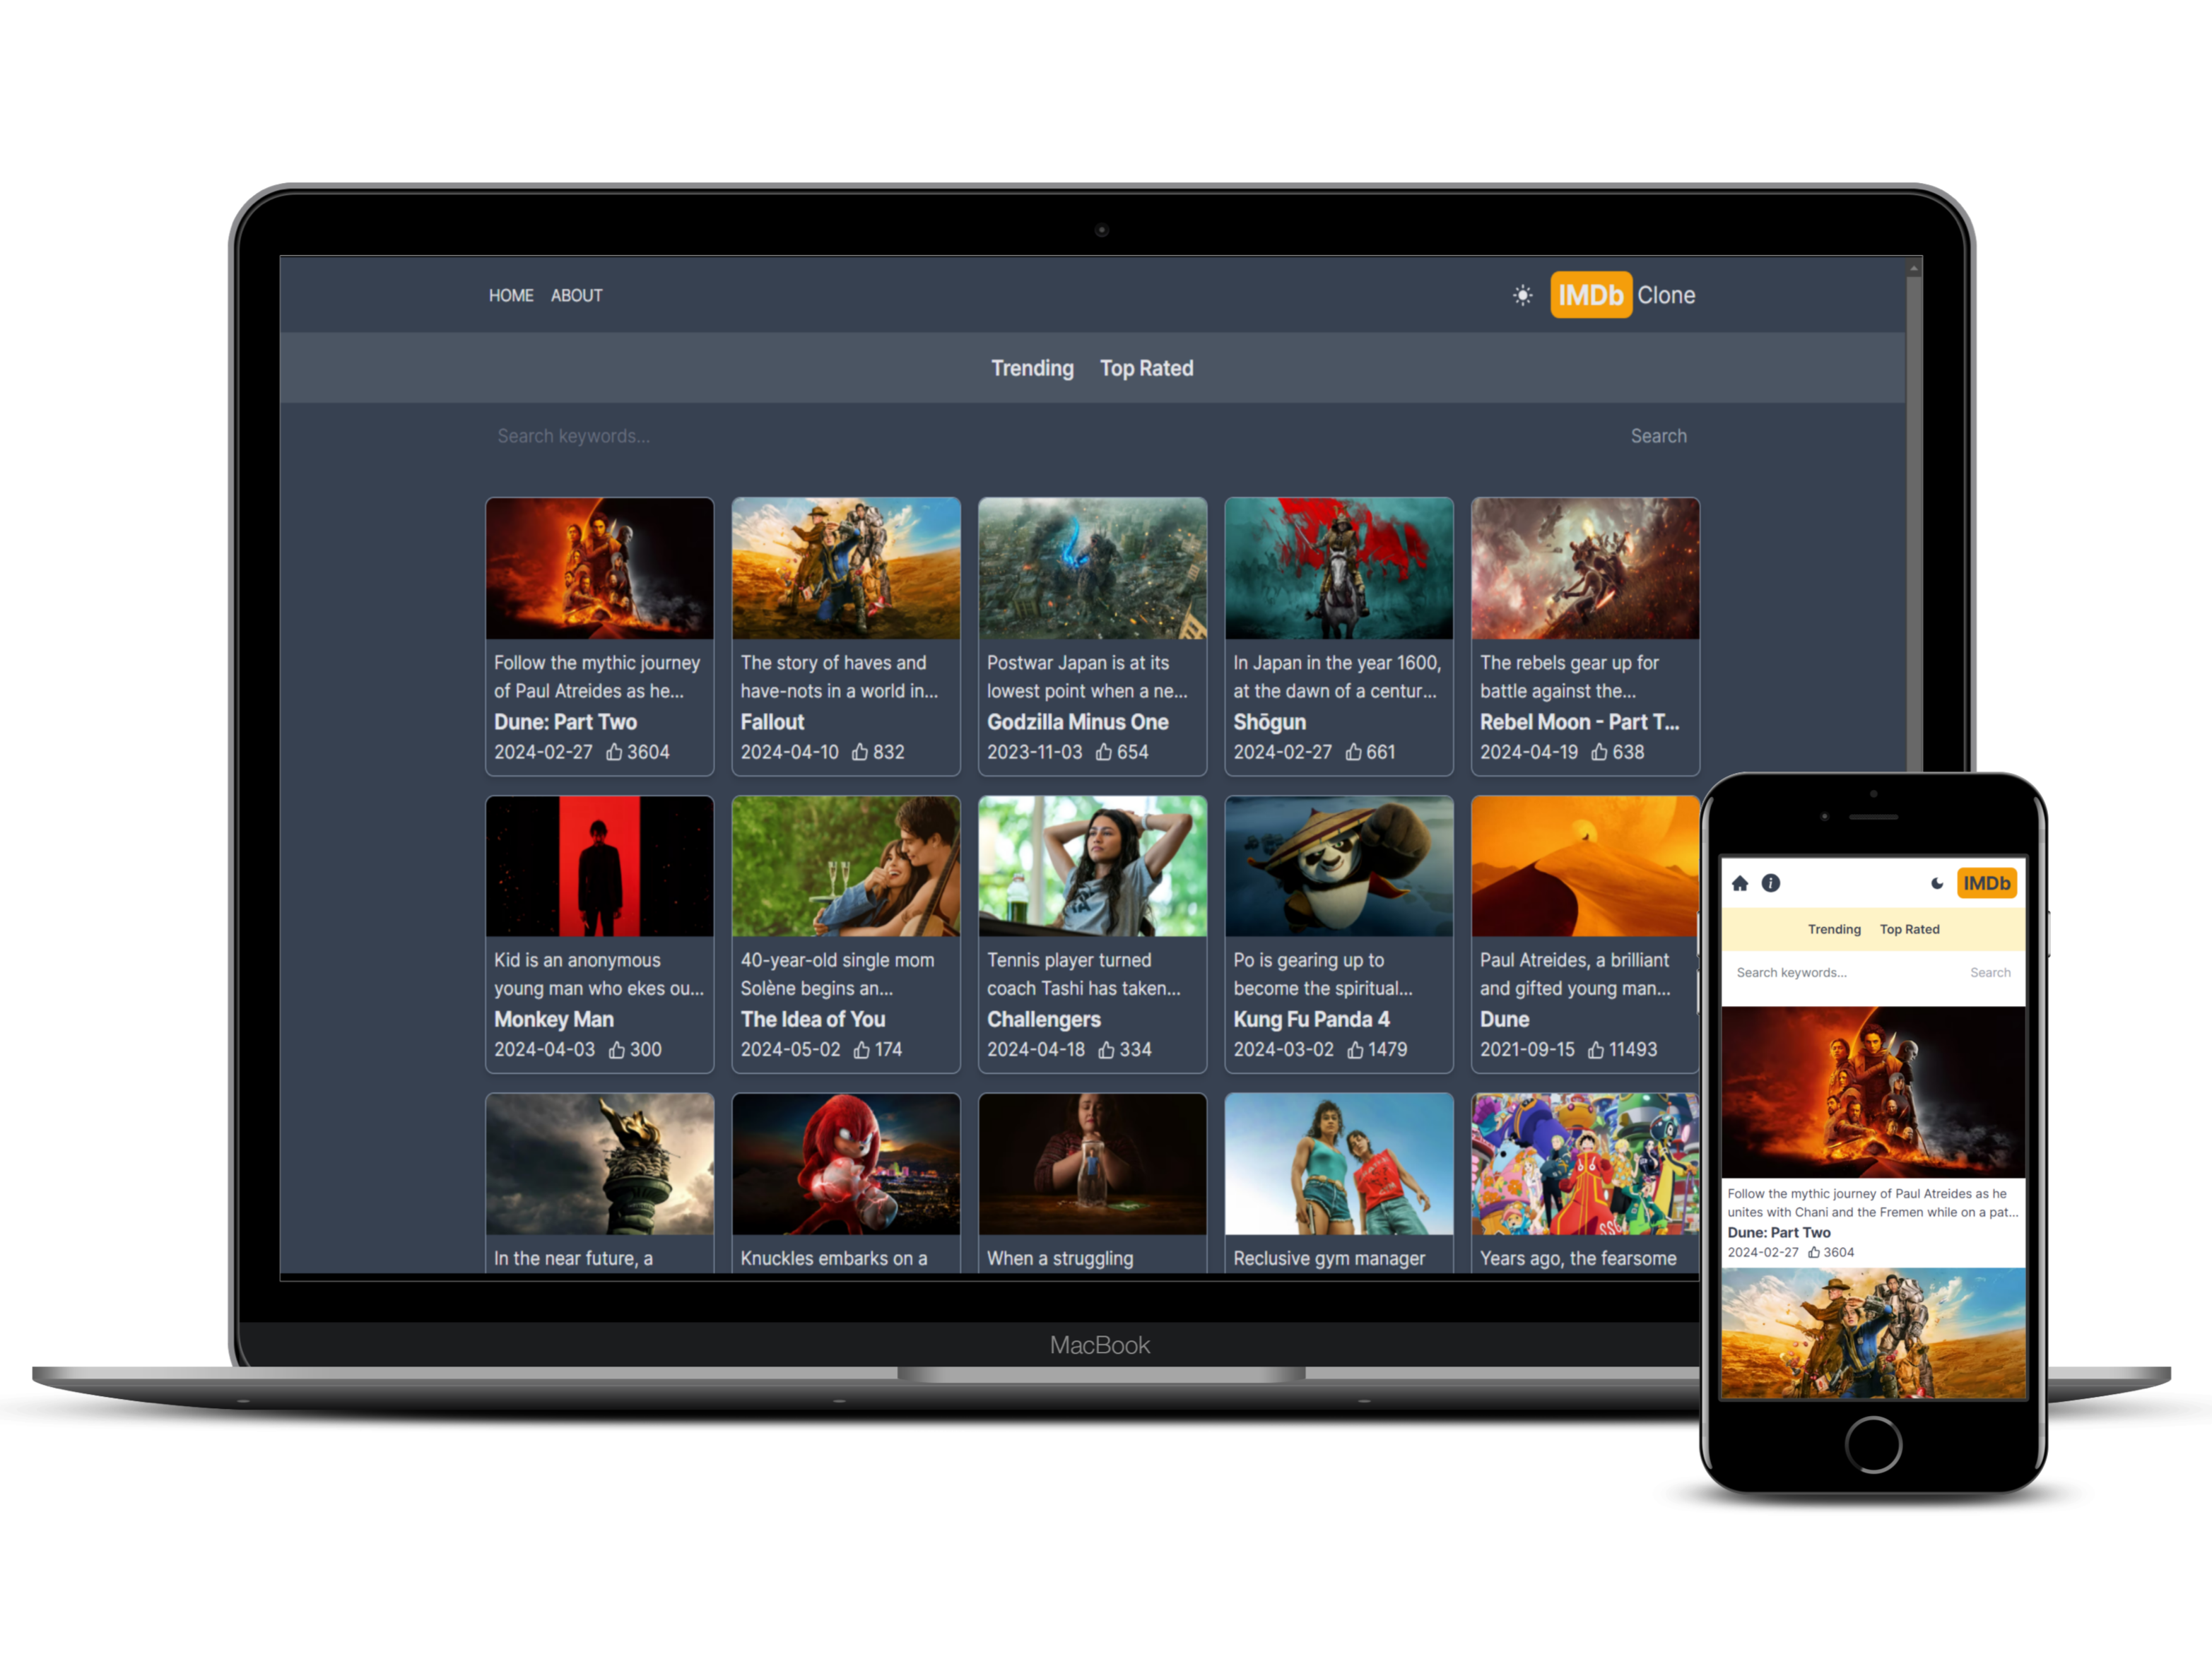 HOME ABOUT
IMDb Clone
Trending Top Rated
Search keywords... Search
Follow the mythic journey
of Paul Atreides as he...
Dune: Part Two
2024-02-27 3604
The story of haves and
have-nots in a world in...
Fallout
2024-04-10 832
Postwar Japan is at its
lowest point when a ne...
Godzilla Minus One
2023-11-03 654
In Japan in the year 1600,
at the dawn of a centur...
Shōgun
2024-02-27 661
The rebels gear up for
battle against the...
Rebel Moon - Part T...
2024-04-19 638
Kid is an anonymous
young man who ekes ou...
Monkey Man
2024-04-03 300
40-year-old single mom
Solène begins an...
The Idea of You
2024-05-02 174
Tennis player turned
coach Tashi has taken...
Challengers
2024-04-18 334
Po is gearing up to
become the spiritual...
Kung Fu Panda 4
2024-03-02 1479
Paul Atreides, a brilliant
and gifted young man...
Dune
2021-09-15 11493
In the near future, a
Knuckles embarks on a
When a struggling
Reclusive gym manager
Years ago, the fearsome
MacBook
IMDb
Trending Top Rated
Search keywords... Search
Follow the mythic journey of Paul Atreides as he
unites with Chani and the Fremen while on a pat...
Dune: Part Two
2024-02-27 3604